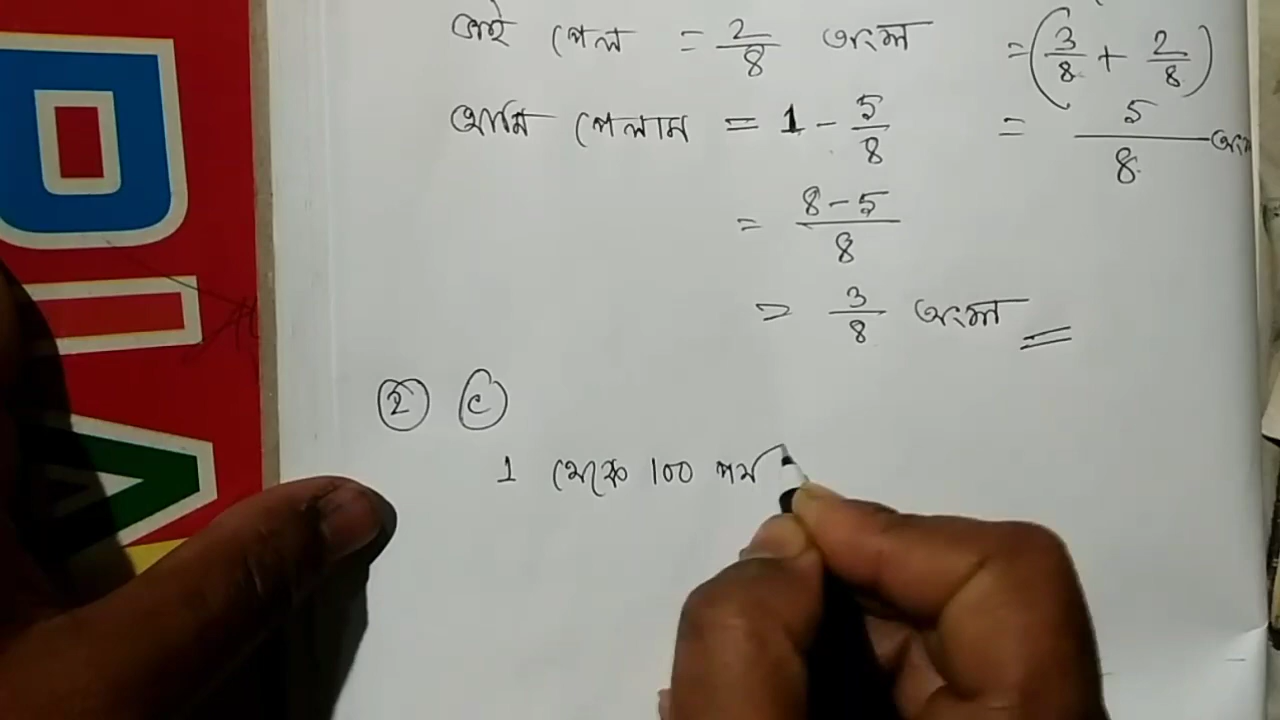 ভাই পেল = 2/8 অংশ = (3/8 + 2/8)
আমি পেলাম = 1 - 5/8 = 5/8 অংশ
= 8-5/8
= 3/8 অংশ
2 c
1 থেকে 100 পর্য